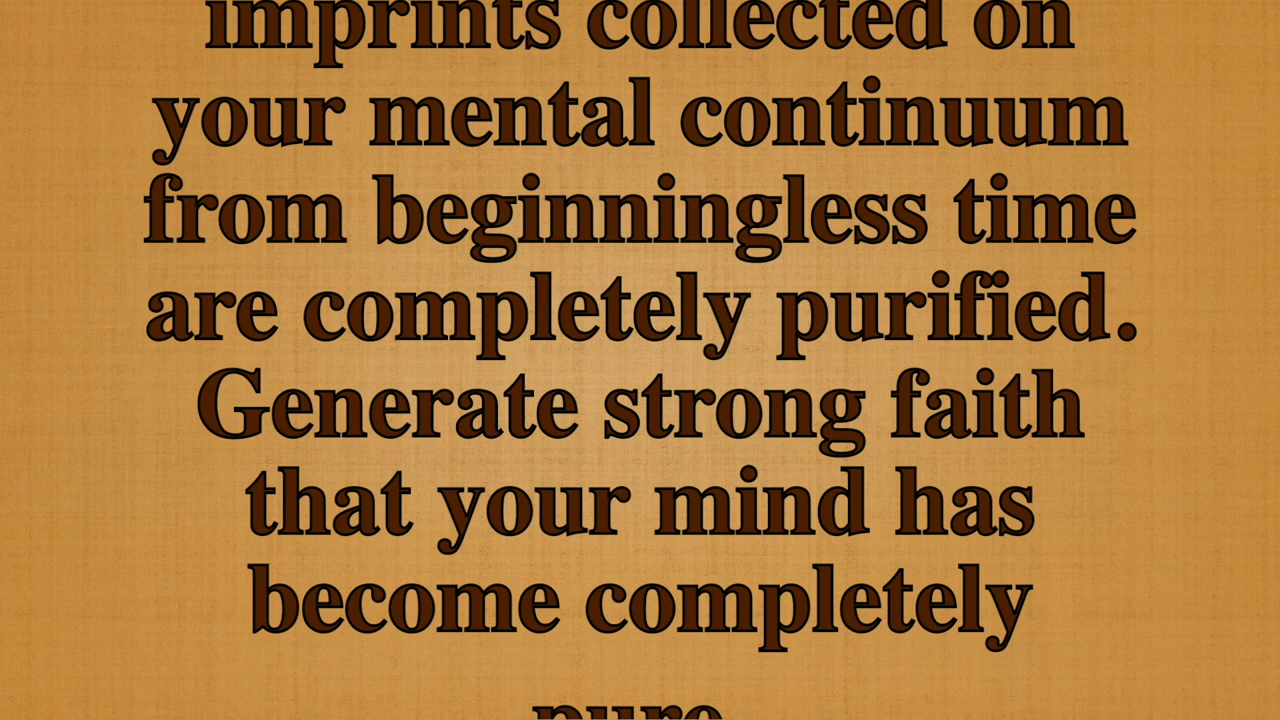 imprints collected on
your mental continuum
from beginningless time
are completely purified.
Generate strong faith
that your mind has
become completely
pure